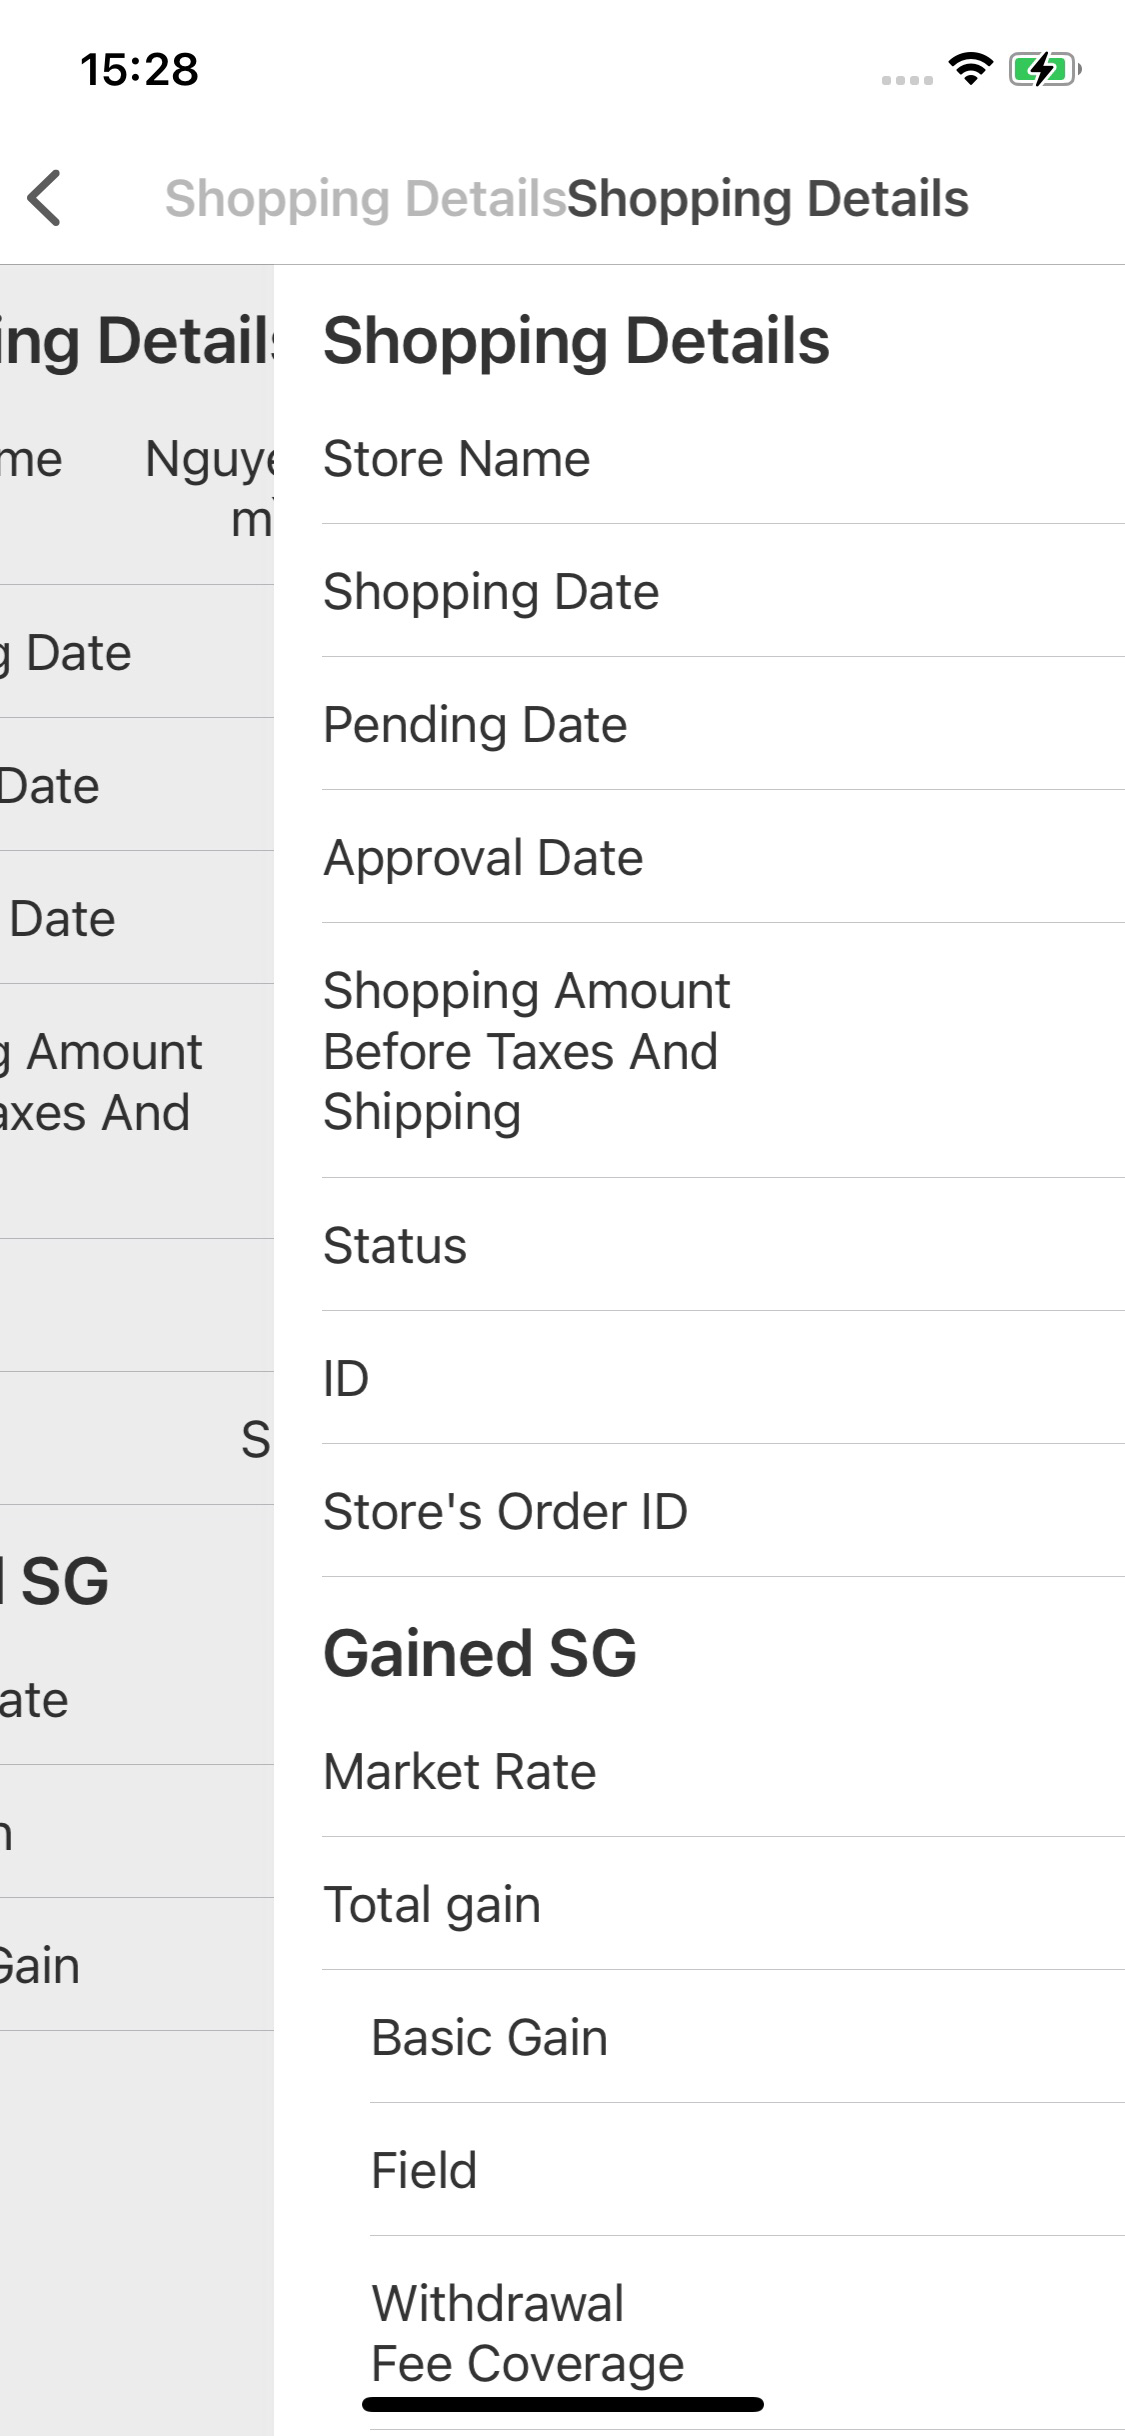 15:28
Shopping Details
Shopping Details
ing Details
me
Nguye
g Date
Date
Date
g Amount
axes And
S
SG
ate
n
Gain
Shopping Details
Store Name
Shopping Date
Pending Date
Approval Date
Shopping Amount
Before Taxes And
Shipping
Status
ID
Store's Order ID
Gained SG
Market Rate
Total gain
Basic Gain
Field
Withdrawal
Fee Coverage